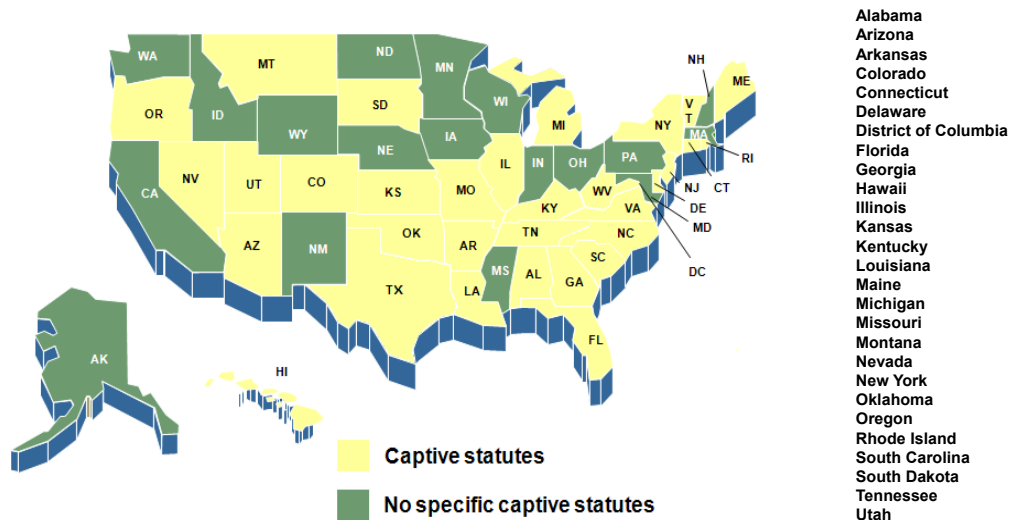 WA
MT
ND
MN
OR
ID
SD
WI
WY
MI
NY
V
T
NH
ME
MA
RI
CT
NJ
DE
MD
DC
IA
NE
NV
UT
CO
CA
KS
MO
IL
IN
OH
PA
WV
VA
KY
NC
TN
SC
AZ
NM
OK
AR
TX
LA
MS
AL
GA
FL
AK
HI
Captive statutes
No specific captive statutes
Alabama
Arizona
Arkansas
Colorado
Connecticut
Delaware
District of Columbia
Florida
Georgia
Hawaii
Illinois
Kansas
Kentucky
Louisiana
Maine
Michigan
Missouri
Montana
Nevada
New York
Oklahoma
Oregon
Rhode Island
South Carolina
South Dakota
Tennessee
Utah